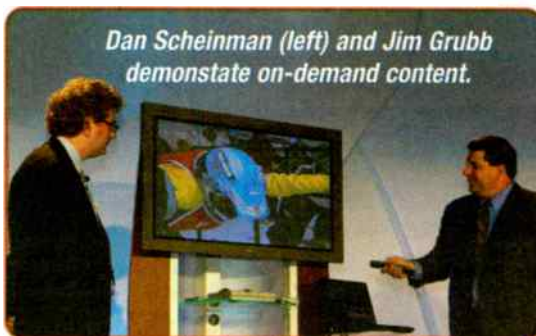 Dan Scheinman (left) and Jim Grubb
demonstate on-demand content.